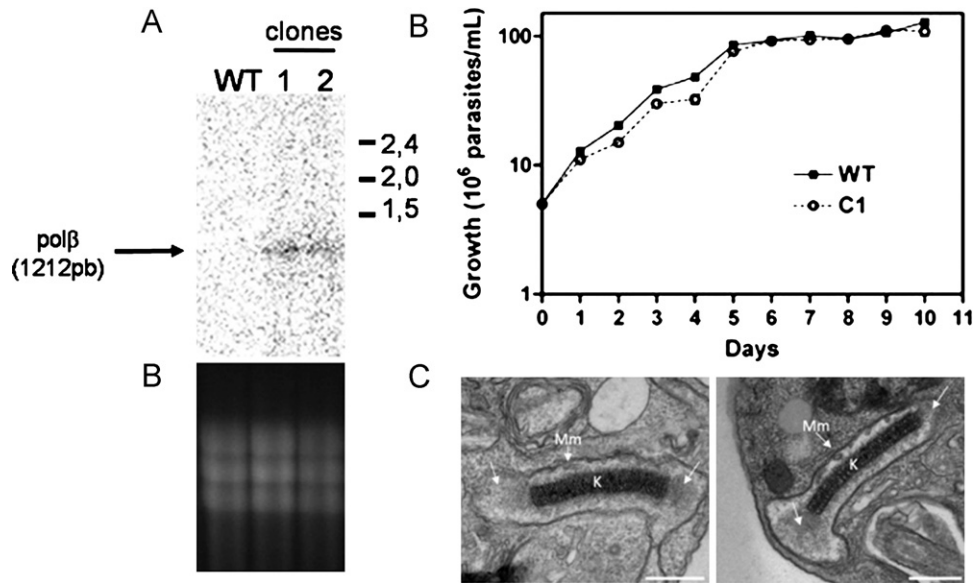 A
clones
WT 1 2
2,4
2,0
1,5
polβ
(1212pb)
B
B
Growth (10⁶ parasites/mL)
100
10
1
WT
C1
0 1 2 3 4 5 6 7 8 9 10 11
Days
C
Mm
K
Mm
K